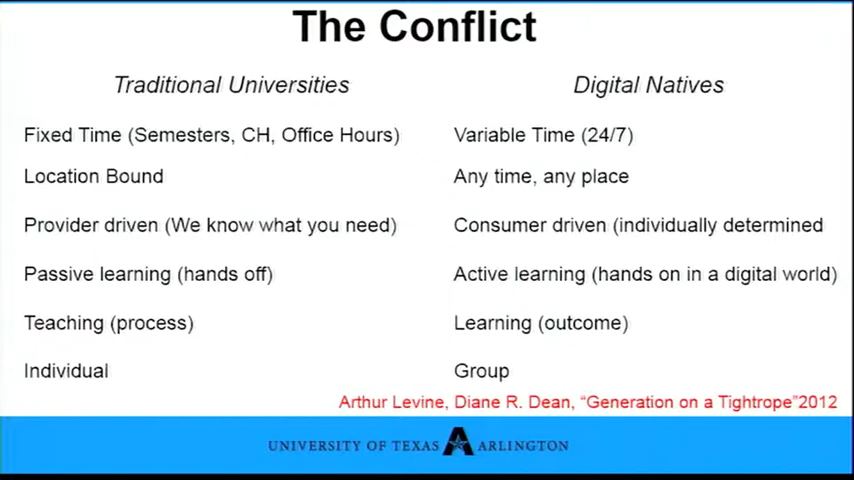 The Conflict
Traditional Universities Digital Natives
Fixed Time (Semesters, CH, Office Hours) Variable Time (24/7)
Location Bound Any time, any place
Provider driven (We know what you need) Consumer driven (individually determined
Passive learning (hands off) Active learning (hands on in a digital world)
Teaching (process) Learning (outcome)
Individual Group
Arthur Levine, Diane R. Dean, “Generation on a Tightrope”2012
UNIVERSITY OF TEXAS A ARLINGTON